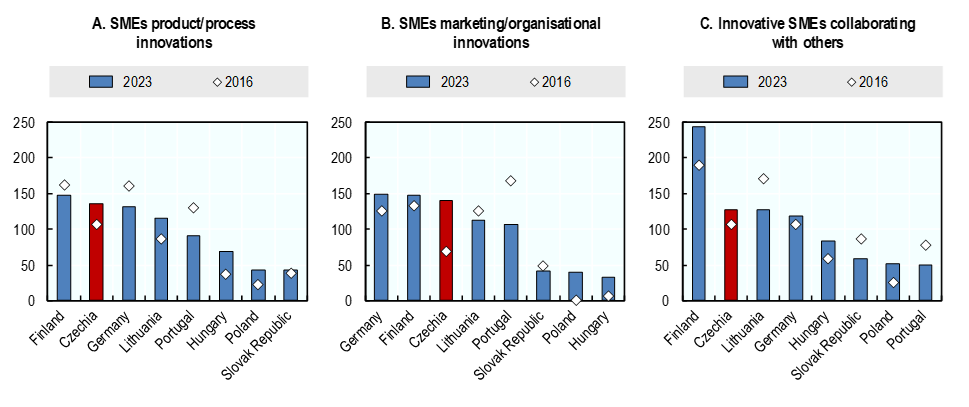 A. SMEs product/process
innovations
2023
2016
250
200
150
100
50
0
Finland
Czechia
Germany
Lithuania
Portugal
Hungary
Poland
Slovak Republic
B. SMEs marketing/organisational
innovations
2023
2016
250
200
150
100
50
0
Germany
Finland
Czechia
Lithuania
Portugal
Slovak Republic
Poland
Hungary
C. Innovative SMEs collaborating
with others
2023
2016
250
200
150
100
50
0
Finland
Czechia
Lithuania
Germany
Hungary
Slovak Republic
Poland
Portugal